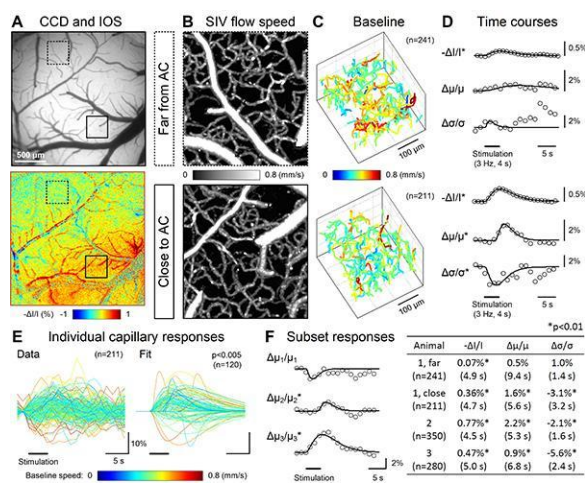 A CCD and IOS
500 μm
-ΔI/I (%) -1 1
Far from AC
Close to AC
B SIV flow speed
0 0.8 (mm/s)
C Baseline
(n=241)
100 μm
0 0.8 (mm/s)
(n=211)
100 μm
D Time courses
-ΔI/I*
0.5%
Δμ/μ
2%
Δσ/σ
2%
Stimulation
(3 Hz, 4 s)
5 s
-ΔI/I*
0.5%
Δμ/μ*
2%
Δσ/σ*
2%
Stimulation
(3 Hz, 4 s)
5 s
E Individual capillary responses
Data
(n=211)
Fit
p<0.005
(n=120)
10%
Stimulation
5 s
Baseline speed: 0 0.8 (mm/s)
F Subset responses
Δμ₁/μ₁
Δμ₂/μ₂*
Δμ₃/μ₃*
2%
Stimulation
5 s
*p<0.01
Animal -ΔI/I Δμ/μ Δσ/σ
1, far 0.07%* 0.5% 1.0%
(n=241) (4.9 s) (9.4 s) (1.4 s)
1, close 0.36%* 1.6%* -3.1%*
(n=211) (4.7 s) (5.6 s) (3.2 s)
2 0.77%* 2.2%* -2.1%*
(n=350) (4.5 s) (5.3 s) (1.6 s)
3 0.47%* 0.9%* -5.6%*
(n=280) (5.0 s) (6.8 s) (2.4 s)